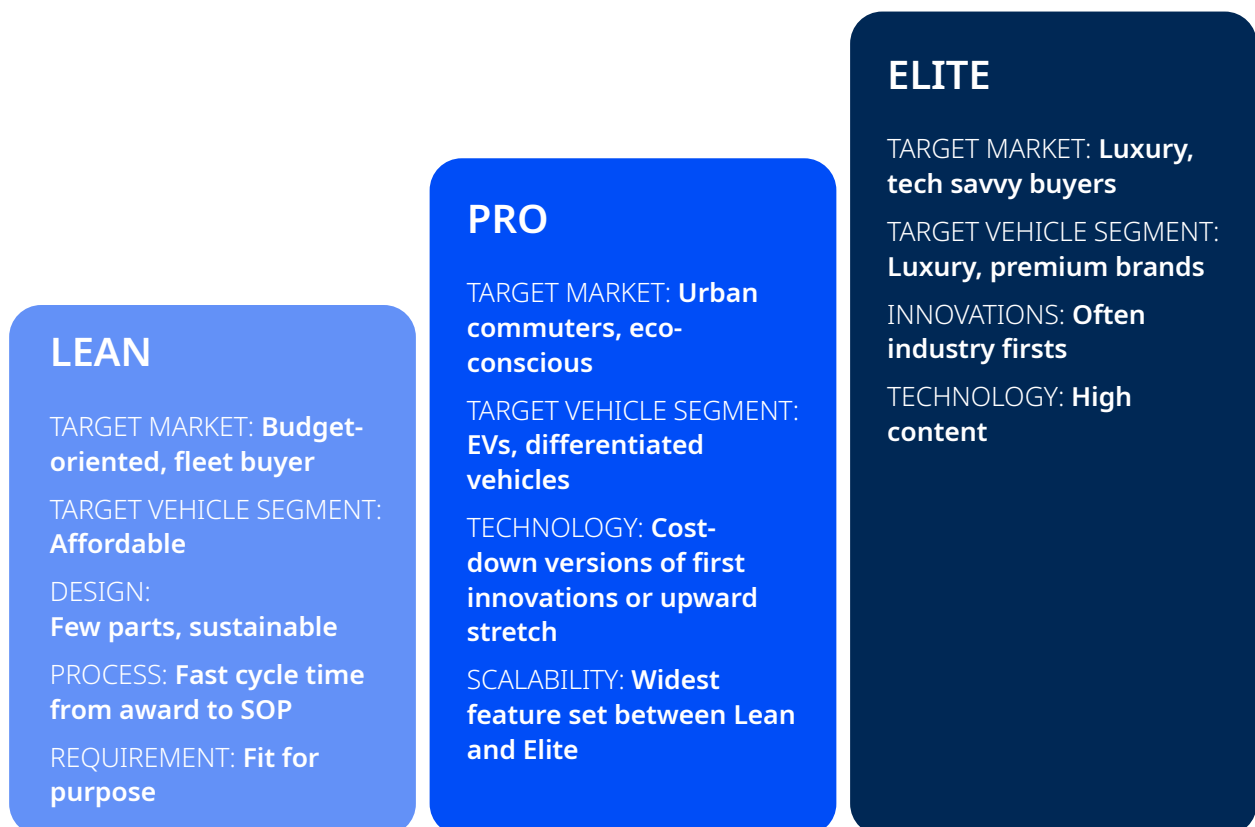 LEAN
TARGET MARKET: Budget-
oriented, fleet buyer
TARGET VEHICLE SEGMENT:
Affordable
DESIGN:
Few parts, sustainable
PROCESS: Fast cycle time
from award to SOP
REQUIREMENT: Fit for
purpose
PRO
TARGET MARKET: Urban
commuters, eco-
conscious
TARGET VEHICLE SEGMENT:
EVs, differentiated
vehicles
TECHNOLOGY: Cost-
down versions of first
innovations or upward
stretch
SCALABILITY: Widest
feature set between Lean
and Elite
ELITE
TARGET MARKET: Luxury,
tech savvy buyers
TARGET VEHICLE SEGMENT:
Luxury, premium brands
INNOVATIONS: Often
industry firsts
TECHNOLOGY: High
content